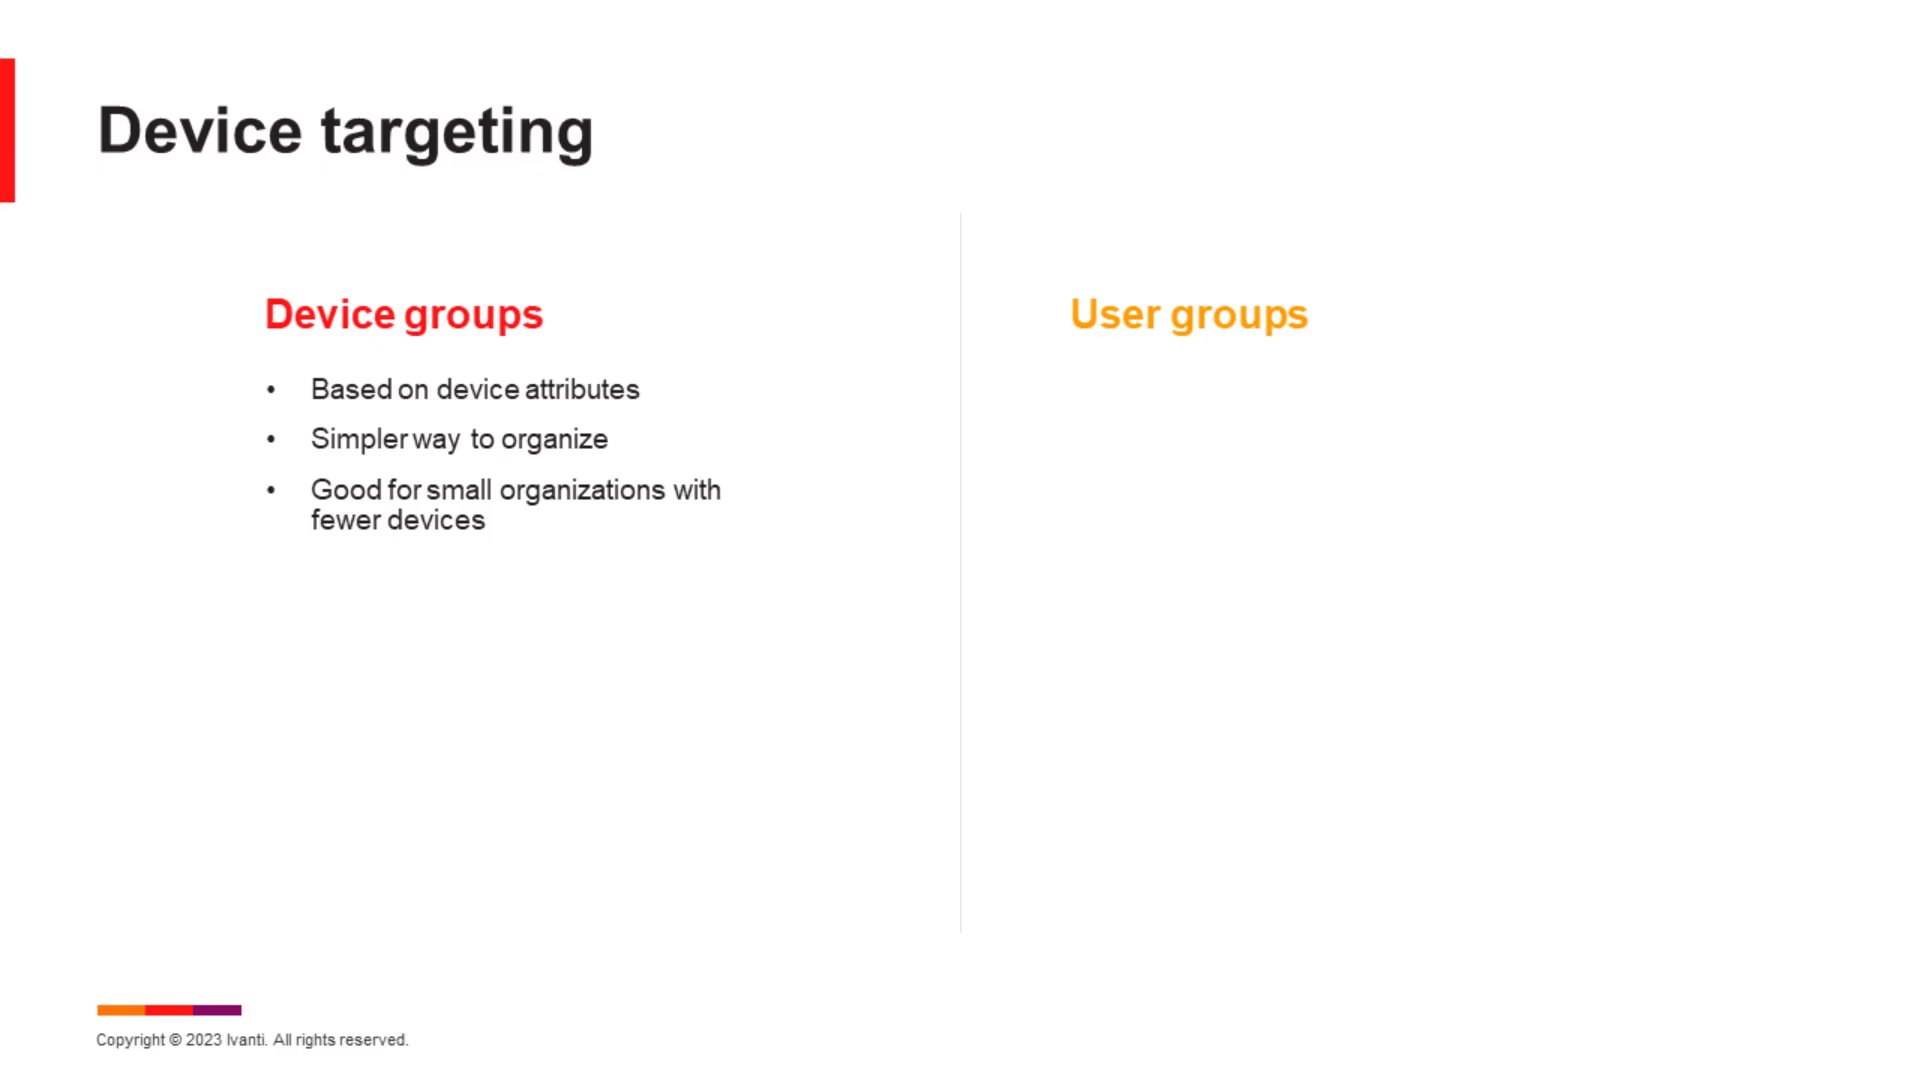 Device targeting
Device groups
• Based on device attributes
• Simpler way to organize
• Good for small organizations with
fewer devices
User groups
Copyright © 2023 Ivanti. All rights reserved.